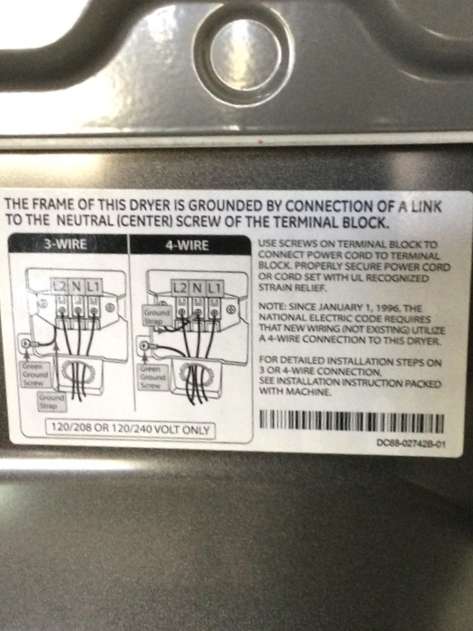 THE FRAME OF THIS DRYER IS GROUNDED BY CONNECTION OF A LINK
TO THE NEUTRAL (CENTER) SCREW OF THE TERMINAL BLOCK.
3-WIRE
4-WIRE
L2 N L1
L2 N L1
Ground
Strap
Green
Ground
Screw
Green
Ground
Screw
Ground
Strap
120/208 OR 120/240 VOLT ONLY
USE SCREWS ON TERMINAL BLOCK TO
CONNECT POWER CORD TO TERMINAL
BLOCK. PROPERLY SECURE POWER CORD
OR CORD SET WITH UL RECOGNIZED
STRAIN RELIEF.
NOTE: SINCE JANUARY 1, 1996, THE
NATIONAL ELECTRIC CODE REQUIRES
THAT NEW WIRING (NOT EXISTING) UTILIZE
A 4-WIRE CONNECTION TO THIS DRYER.
FOR DETAILED INSTALLATION STEPS ON
3 OR 4-WIRE CONNECTION,
SEE INSTALLATION INSTRUCTION PACKED
WITH MACHINE.
DC68-02742B-01